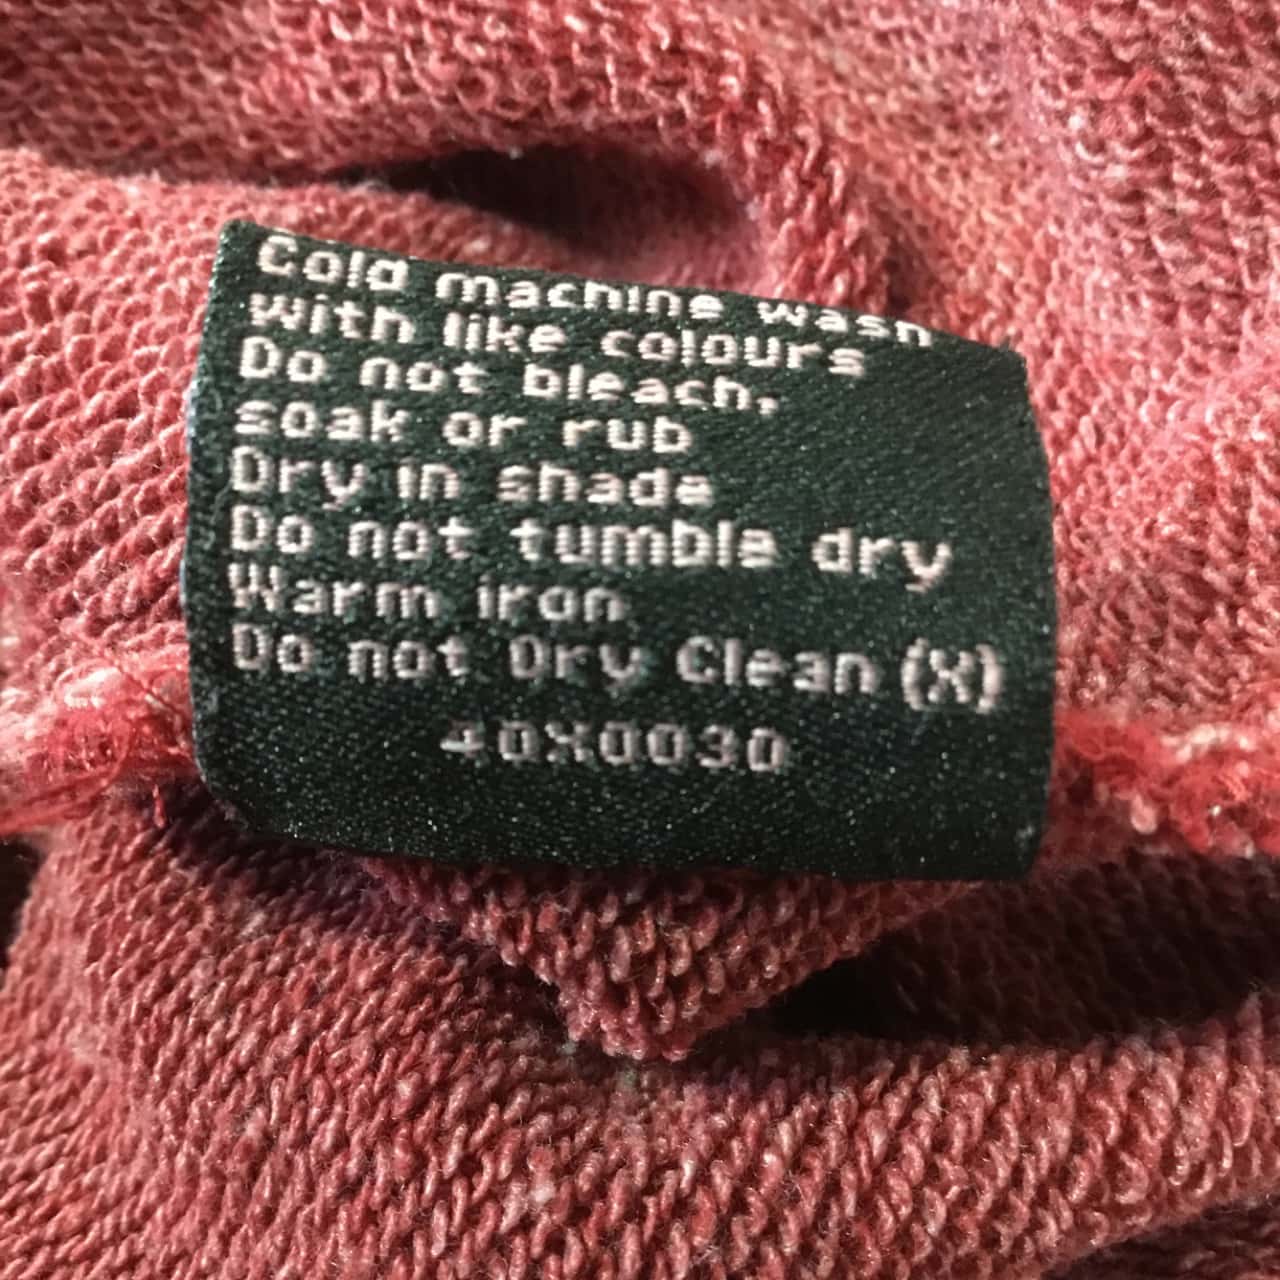 Cold machine wash
with like colours
Do not bleach,
soak or rub
Dry in shade
Do not tumble dry
Warm iron
Do not Dry Clean (X)
40X0030